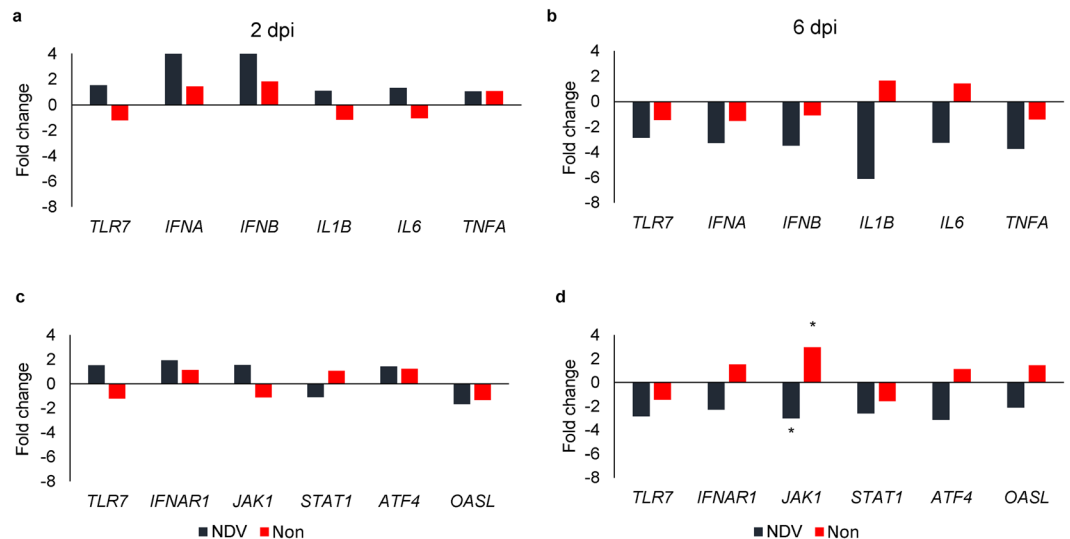 a
2 dpi
Fold change
4
2
0
-2
-4
-6
-8
TLR7 IFNA IFNB IL1B IL6 TNFA
b
6 dpi
Fold change
4
2
0
-2
-4
-6
-8
TLR7 IFNA IFNB IL1B IL6 TNFA
c
Fold change
4
2
0
-2
-4
-6
-8
TLR7 IFNAR1 JAK1 STAT1 ATF4 OASL
NDV Non
d
Fold change
4
2
0
-2
-4
-6
-8
*
*
TLR7 IFNAR1 JAK1 STAT1 ATF4 OASL
NDV Non